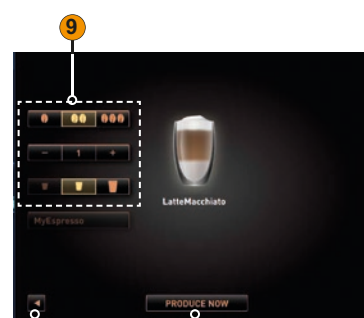 9
− 1 +
LatteMacchiato
MyEspresso
◄ PRODUCE NOW